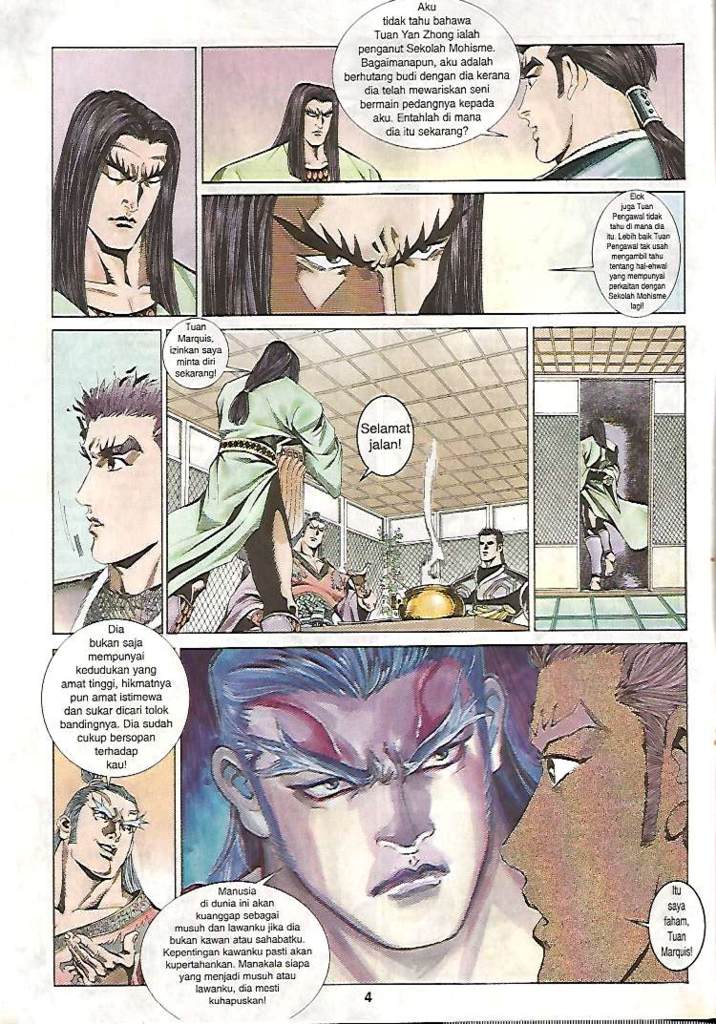 Aku
tidak tahu bahawa
Tuan Yan Zhong ialah
penganut Sekolah Mohisme.
Bagaimanapun, aku adalah
berhutang budi dengan dia kerana
dia telah mewariskan seni
bermain pedangnya kepada
aku. Entahlah di mana
dia itu sekarang?
Elok
juga Tuan
Pengawal tidak
tahu di mana dia
itu. Lebih baik Tuan
Pengawal tak usah
mengambil tahu
tentang hal-ehwal
yang mempunyai
perkaitan dengan
Sekolah Mohisme
lagi!
Tuan
Marquis,
izinkan saya
minta diri
sekarang!
Selamat
jalan!
Dia
bukan saja
mempunyai
kedudukan yang
amat tinggi, hikmatnya
pun amat istimewa
dan sukar dicari tolok
bandingnya. Dia sudah
cukup bersopan
terhadap
kau!
Manusia
di dunia ini akan
kuanggap sebagai
musuh dan lawanku jika dia
bukan kawan atau sahabatku.
Kepentingan kawanku pasti akan
kupertahankan. Manakala siapa
yang menjadi musuh atau
lawanku, dia mesti
kuhapuskan!
Itu
saya
faham,
Tuan
Marquis!
4